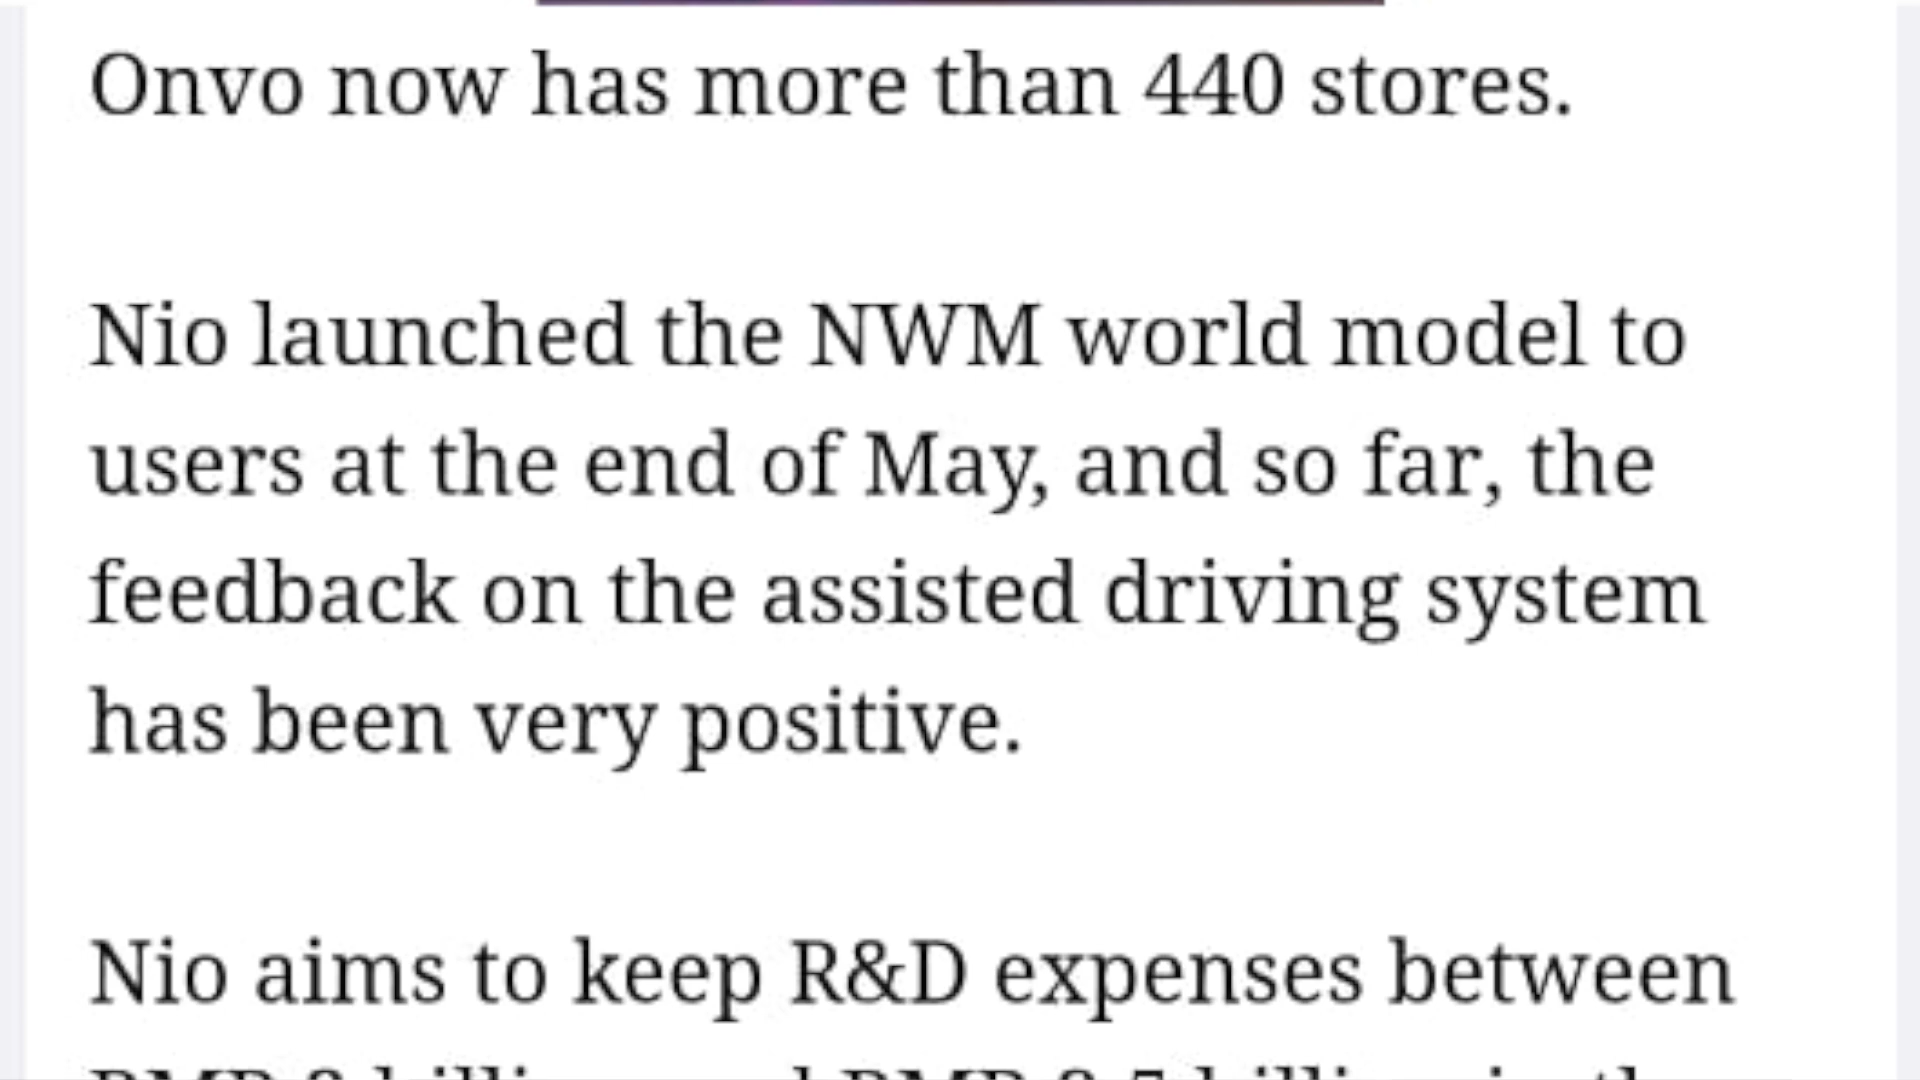 Onvo now has more than 440 stores.
Nio launched the NWM world model to
users at the end of May, and so far, the
feedback on the assisted driving system
has been very positive.
Nio aims to keep R&D expenses between